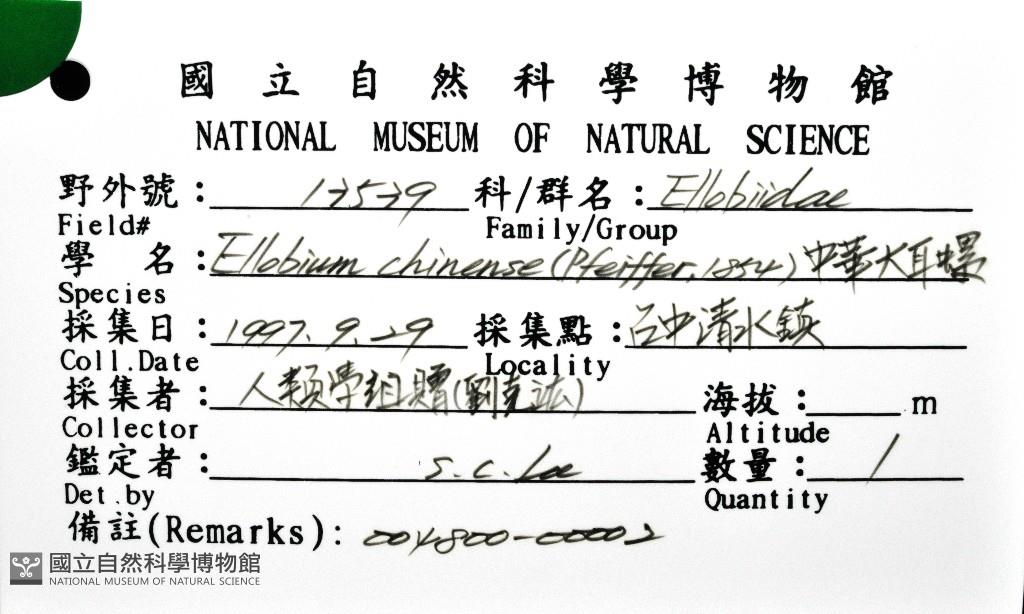 國立自然科學博物館
NATIONAL MUSEUM OF NATURAL SCIENCE
野外號：17579 科/群名：Ellobiidae
Field# Family/Group
學 名：Ellobium chinense (Pfeiffer, 1854) 中華大耳螺
Species
採集日：1997. 9. 29 採集點：台中清水鎮
Coll.Date Locality
採集者：人類學組贈(劉克竑) 海拔：m
Collector Altitude
鑑定者：S.C. Lee 數量：1
Det.by Quantity
備註(Remarks): 004800-00002
國立自然科學博物館
NATIONAL MUSEUM OF NATURAL SCIENCE